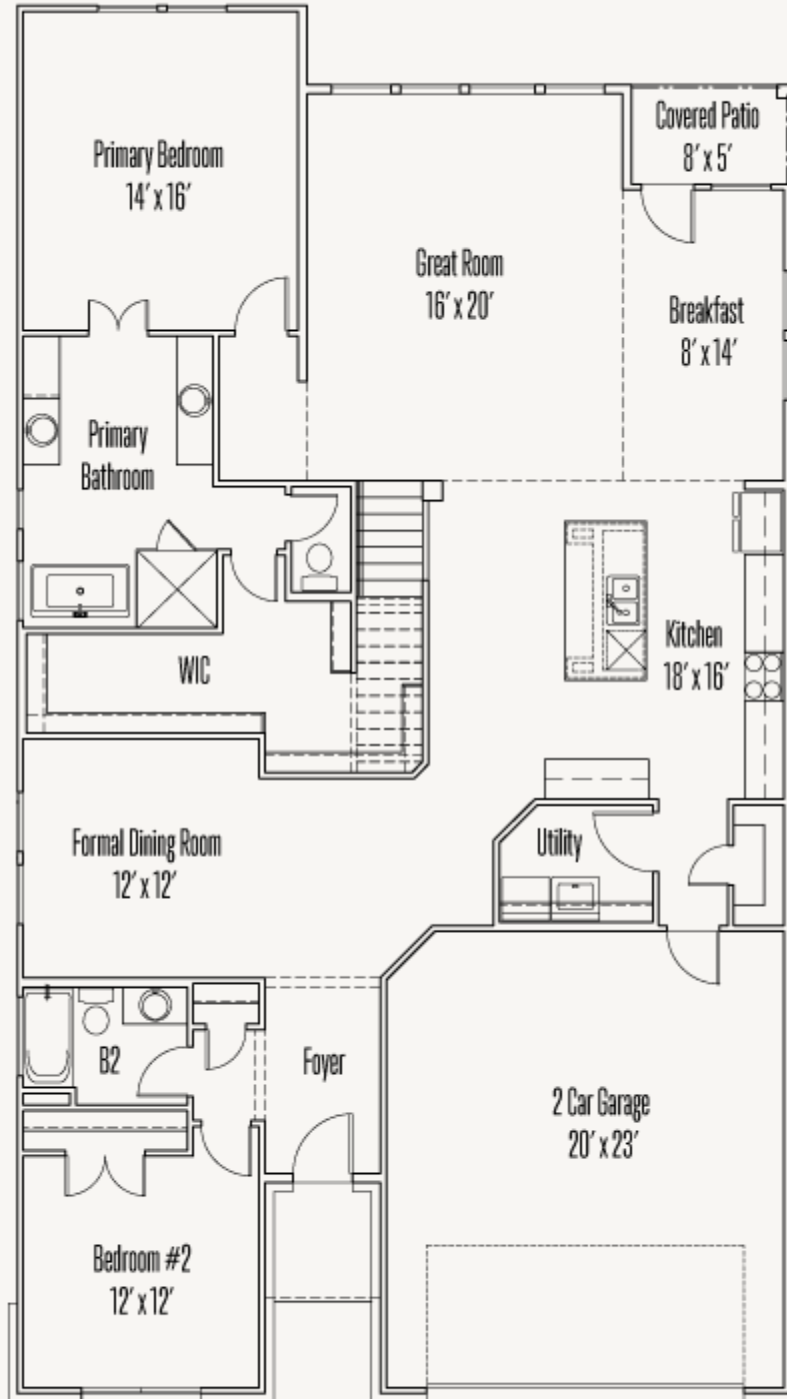 Primary Bedroom
14' x 16'
Covered Patio
8' x 5'
Great Room
16' x 20'
Breakfast
8' x 14'
Primary
Bathroom
WIC
Kitchen
18' x 16'
Formal Dining Room
12' x 12'
Utility
B2
Foyer
2 Car Garage
20' x 23'
Bedroom #2
12' x 12'